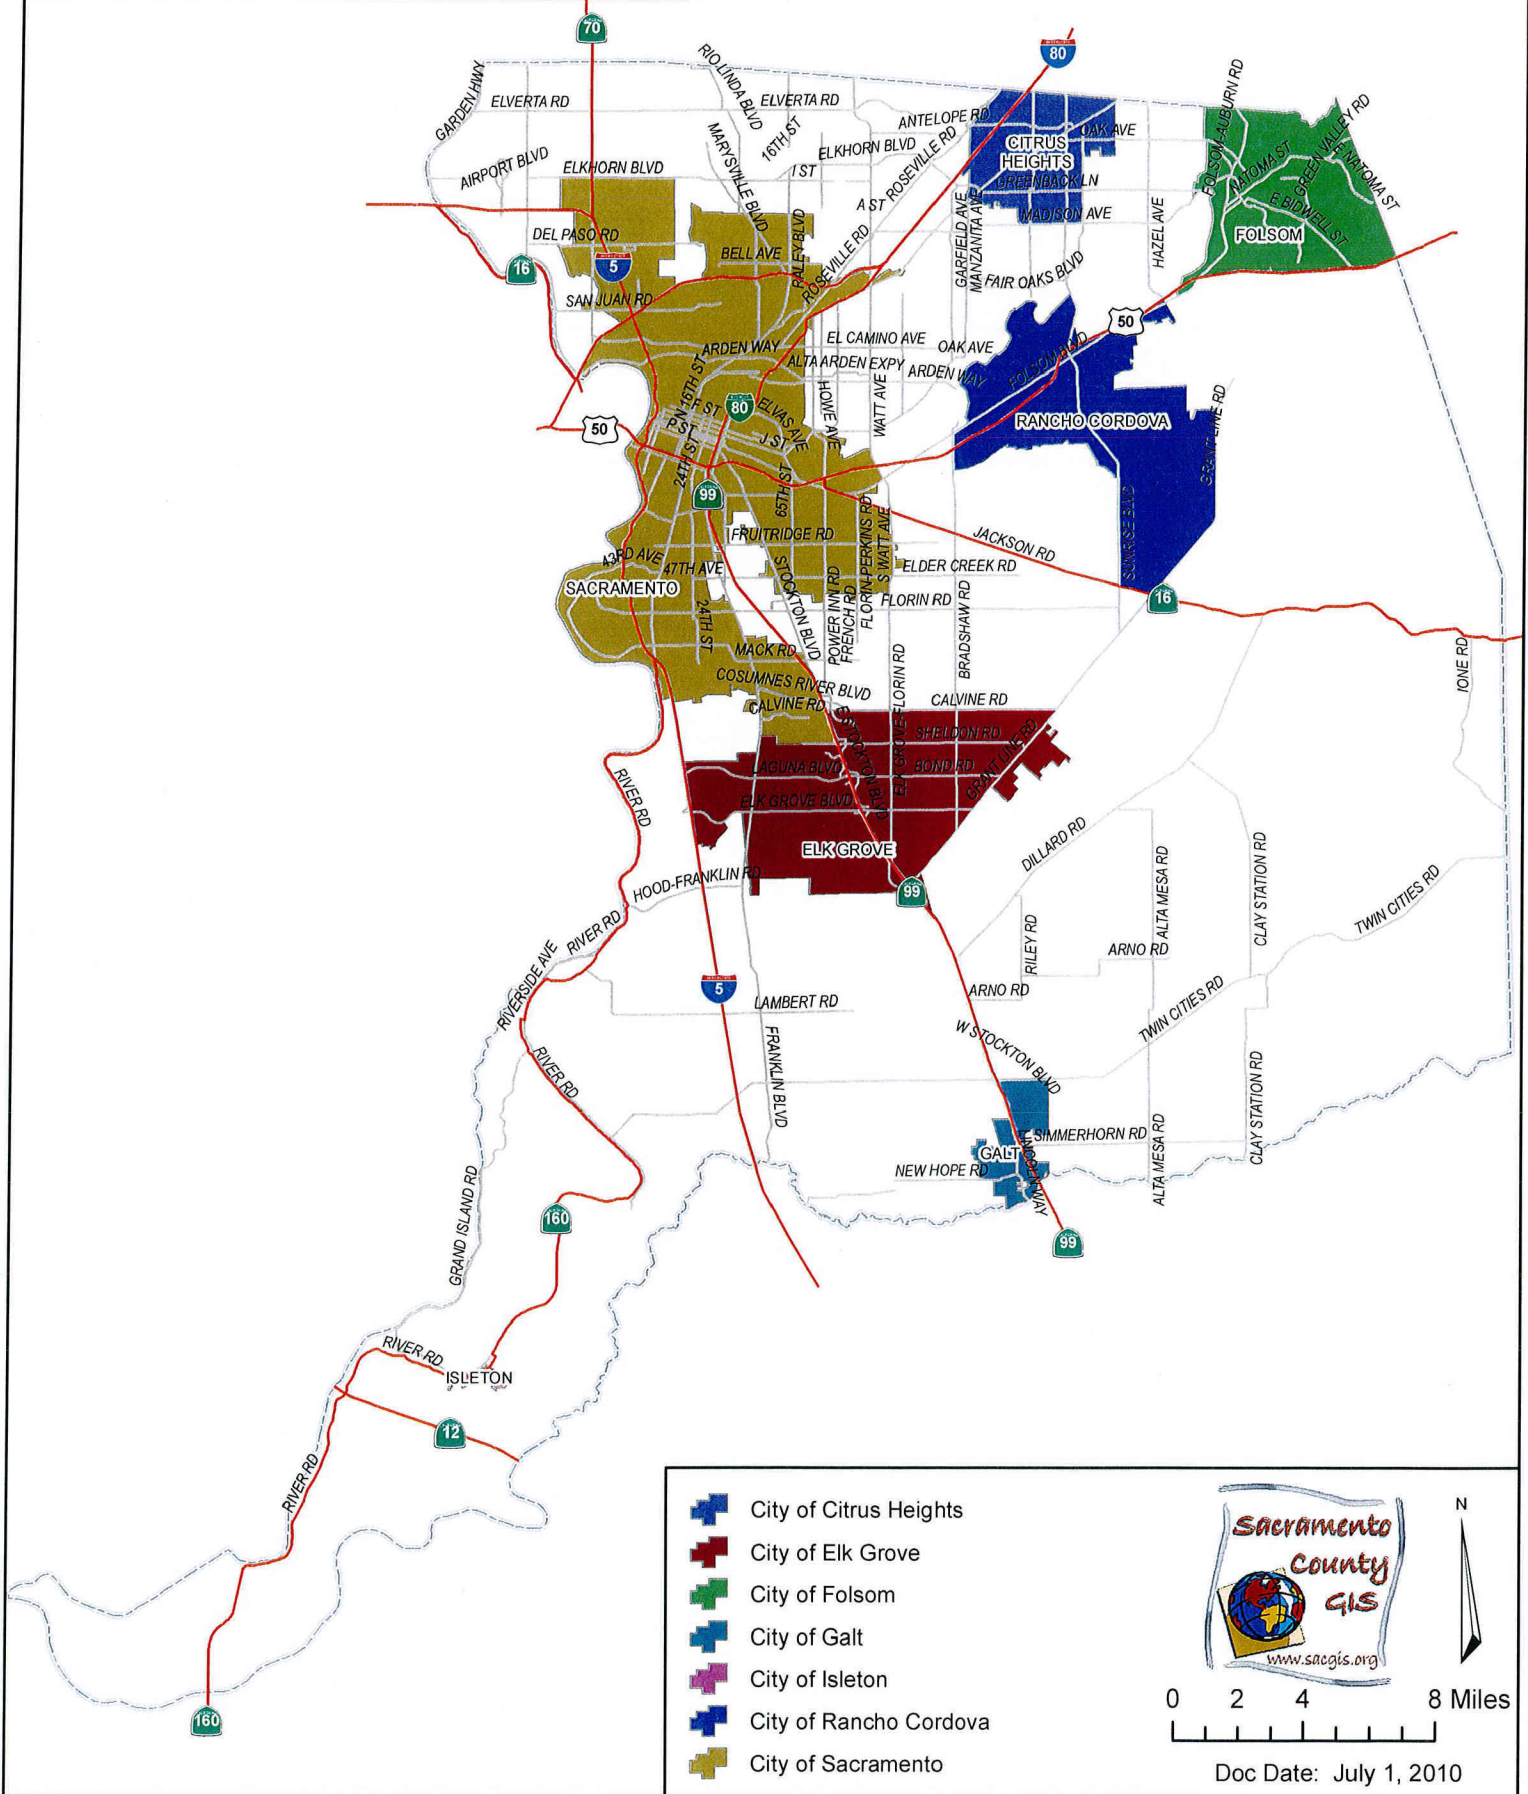 70
80
GARDEN HWY
RIO LINDA BLVD
ELVERTA RD
ELVERTA RD
FOLSOM-AUBURN RD
GREEN VALLEY RD
ANTELOPE RD
16TH ST
MARYSVILLE BLVD
OAK AVE
CITRUS
HEIGHTS
ELKHORN BLVD
ROSEVILLE RD
AIRPORT BLVD
ELKHORN BLVD
I ST
NATOMA ST
E NATOMA ST
GREENBACK LN
A ST
MADISON AVE
E BIDWELL ST
DEL PASO RD
RALEY BLVD
GARFIELD AVE
MANZANITA AVE
HAZEL AVE
FOLSOM
BELL AVE
ROSEVILLE RD
16
5
FAIR OAKS BLVD
SAN JUAN RD
50
EL CAMINO AVE
OAK AVE
ARDEN WAY
ALTA ARDEN EXPY
ARDEN WAY
FOLSOM BLVD
N 16TH ST
HOWE AVE
WATT AVE
GRANT LINE RD
F ST
80
ELVAS AVE
P ST
J ST
50
RANCHO CORDOVA
24TH ST
65TH ST
99
FLORIN-PERKINS RD
S WATT AVE
SUNRISE BLVD
FRUITRIDGE RD
JACKSON RD
43RD AVE
47TH AVE
STOCKTON BLVD
ELDER CREEK RD
SACRAMENTO
POWER INN RD
FRENCH RD
FLORIN RD
16
24TH ST
BRADSHAW RD
MACK RD
ELK GROVE-FLORIN RD
IONE RD
COSUMNES RIVER BLVD
CALVINE RD
CALVINE RD
E STOCKTON BLVD
SHELDON RD
GRANT LINE RD
LAGUNA BLVD
BOND RD
RIVER RD
ELK GROVE BLVD
ELK GROVE
DILLARD RD
ALTA MESA RD
CLAY STATION RD
HOOD-FRANKLIN RD
99
TWIN CITIES RD
RIVER RD
RILEY RD
ARNO RD
RIVERSIDE AVE
5
LAMBERT RD
ARNO RD
TWIN CITIES RD
W STOCKTON BLVD
RIVER RD
FRANKLIN BLVD
CLAY STATION RD
SIMMERHORN RD
ALTA MESA RD
GALT
LINCOLN WAY
NEW HOPE RD
GRAND ISLAND RD
160
99
RIVER RD
ISLETON
12
RIVER RD
160
City of Citrus Heights
City of Elk Grove
City of Folsom
City of Galt
City of Isleton
City of Rancho Cordova
City of Sacramento
Sacramento
County
GIS
www.sacgis.org
N
0 2 4 8 Miles
Doc Date: July 1, 2010